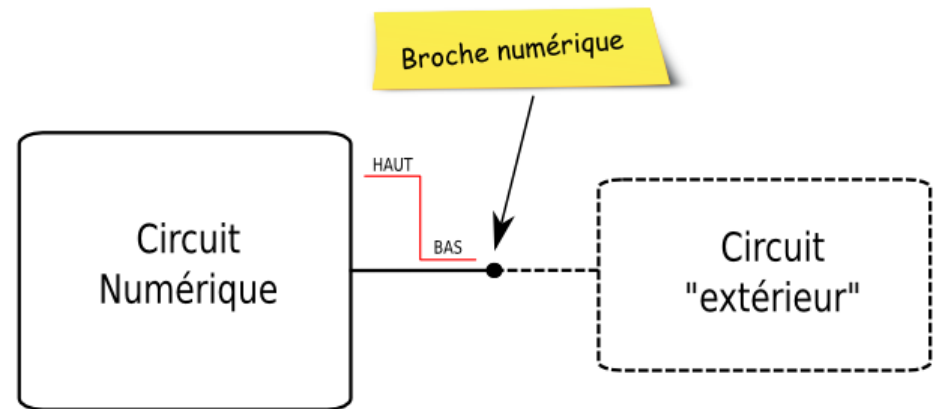 Broche numérique
HAUT
BAS
Circuit
Numérique
Circuit
"extérieur"